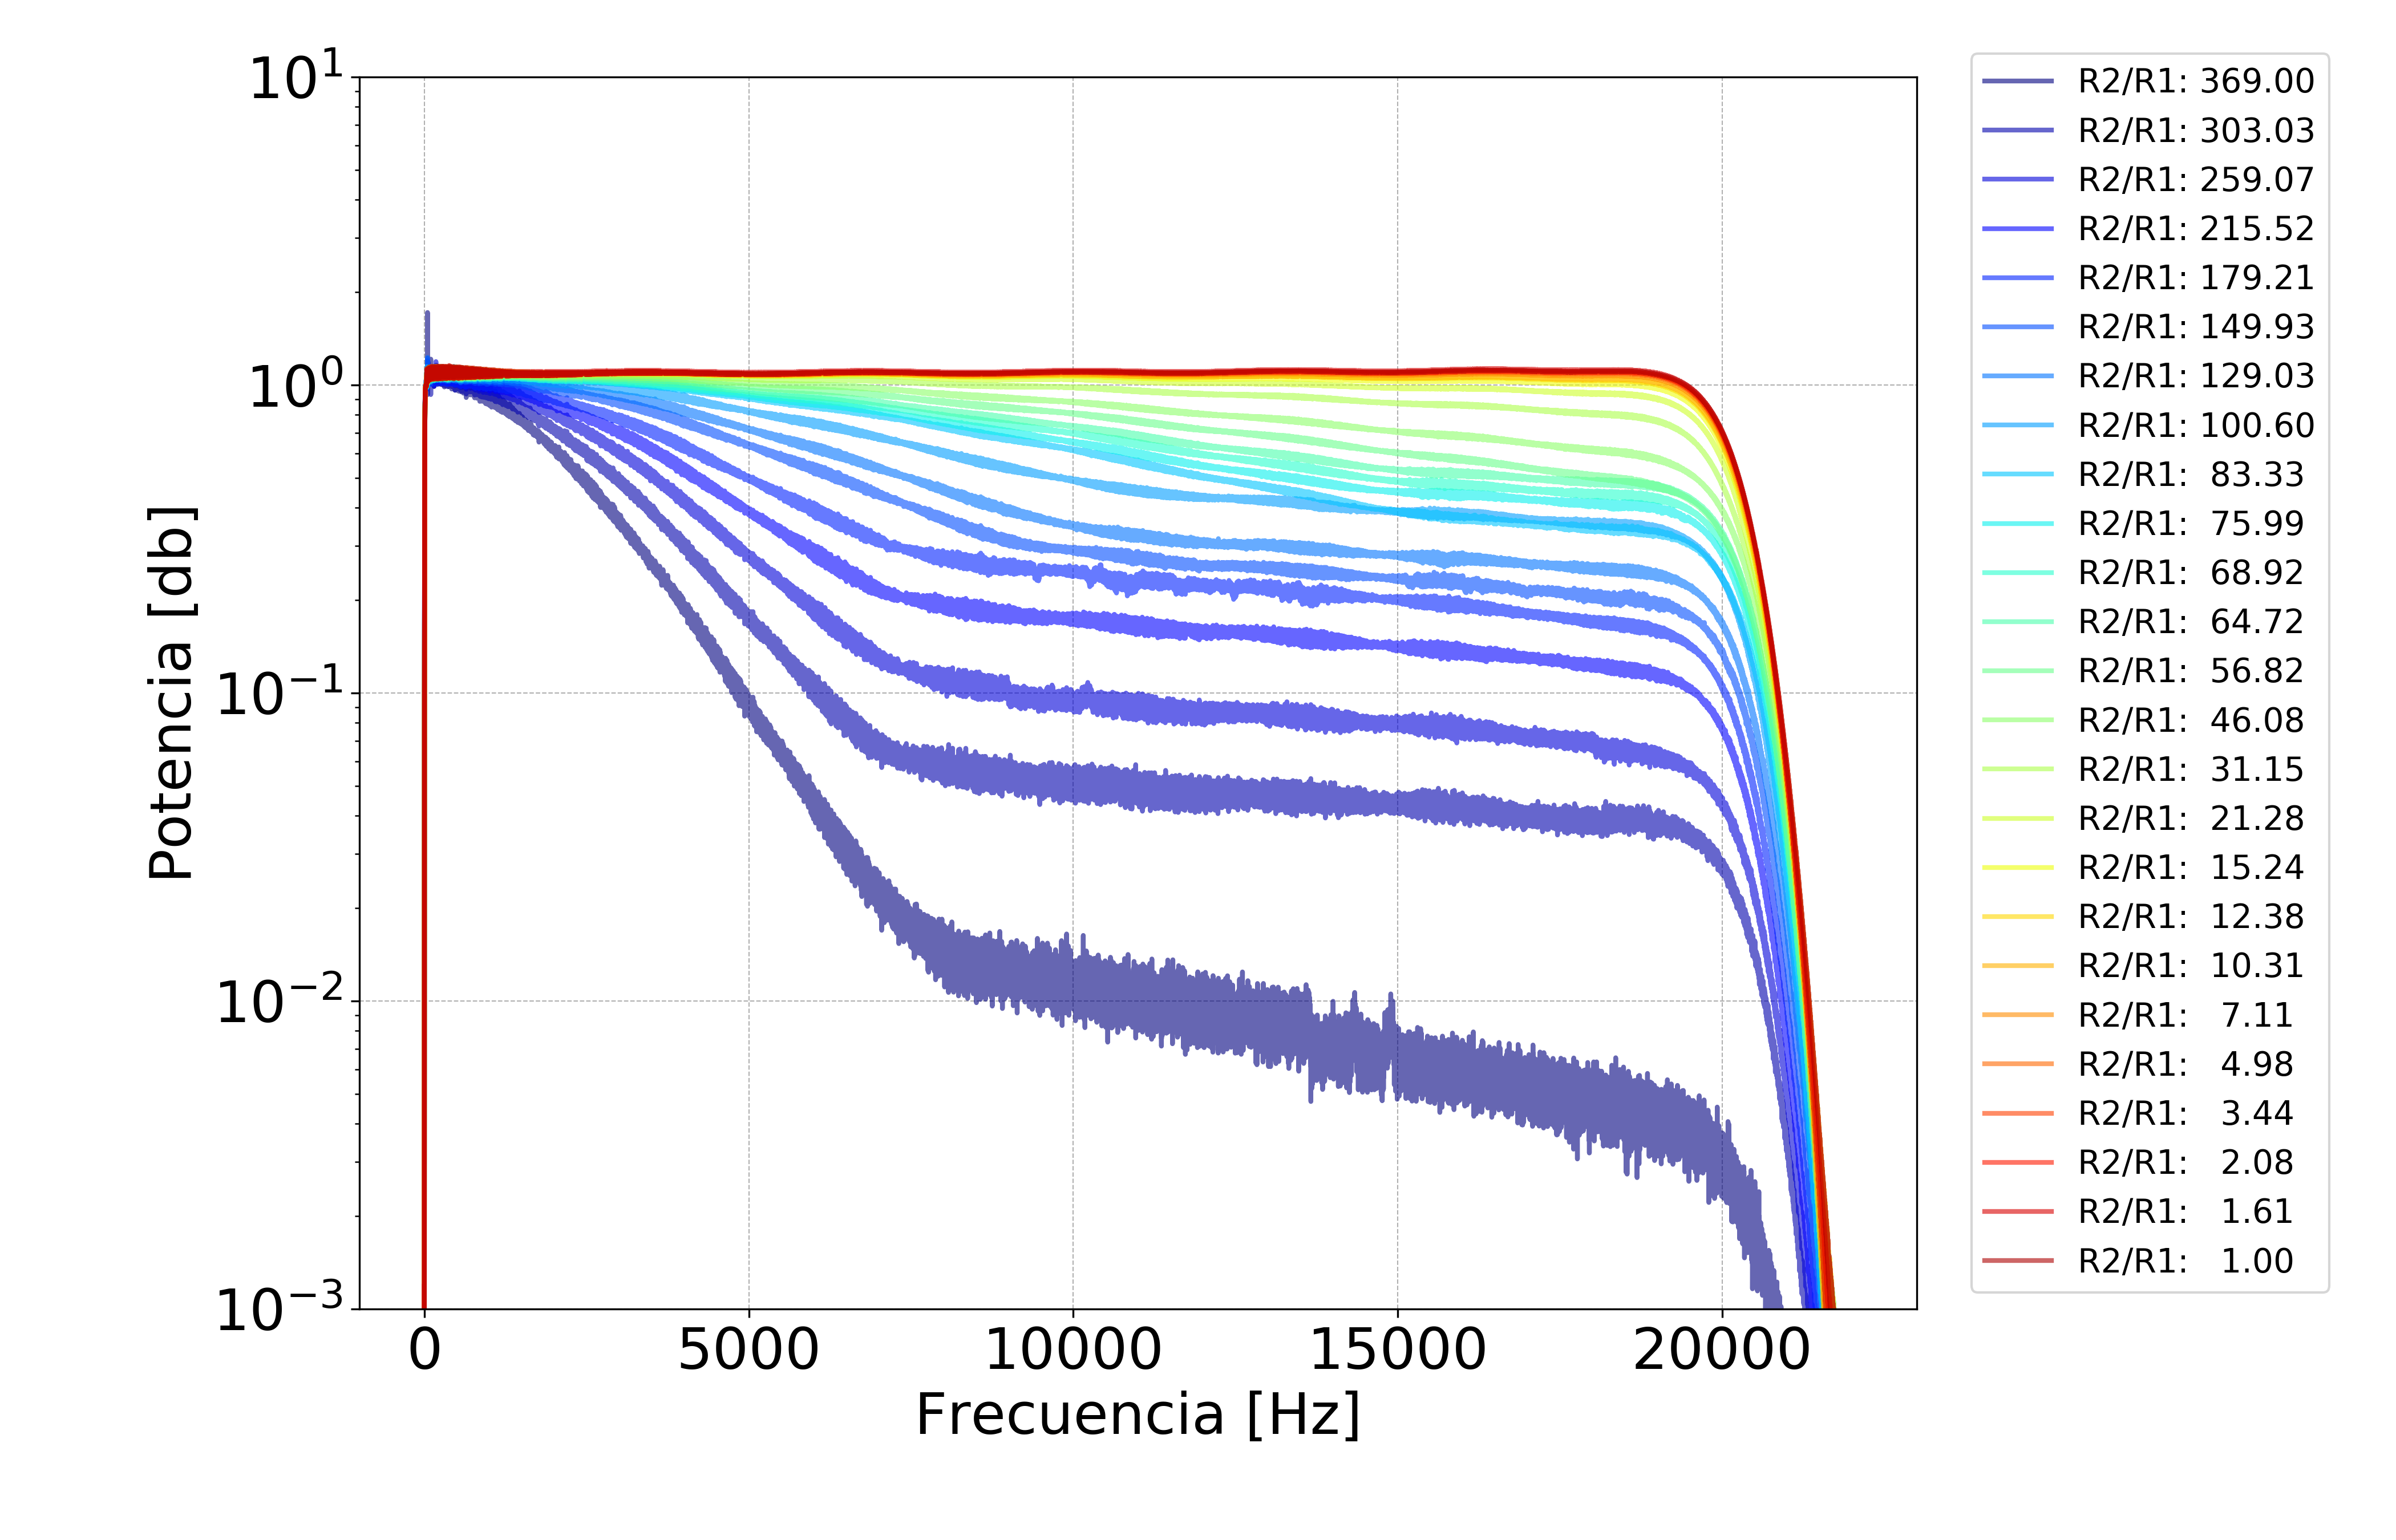 10¹
10⁰
10⁻¹
10⁻²
10⁻³
Potencia [db]
0 5000 10000 15000 20000
Frecuencia [Hz]
R2/R1: 369.00
R2/R1: 303.03
R2/R1: 259.07
R2/R1: 215.52
R2/R1: 179.21
R2/R1: 149.93
R2/R1: 129.03
R2/R1: 100.60
R2/R1: 83.33
R2/R1: 75.99
R2/R1: 68.92
R2/R1: 64.72
R2/R1: 56.82
R2/R1: 46.08
R2/R1: 31.15
R2/R1: 21.28
R2/R1: 15.24
R2/R1: 12.38
R2/R1: 10.31
R2/R1: 7.11
R2/R1: 4.98
R2/R1: 3.44
R2/R1: 2.08
R2/R1: 1.61
R2/R1: 1.00